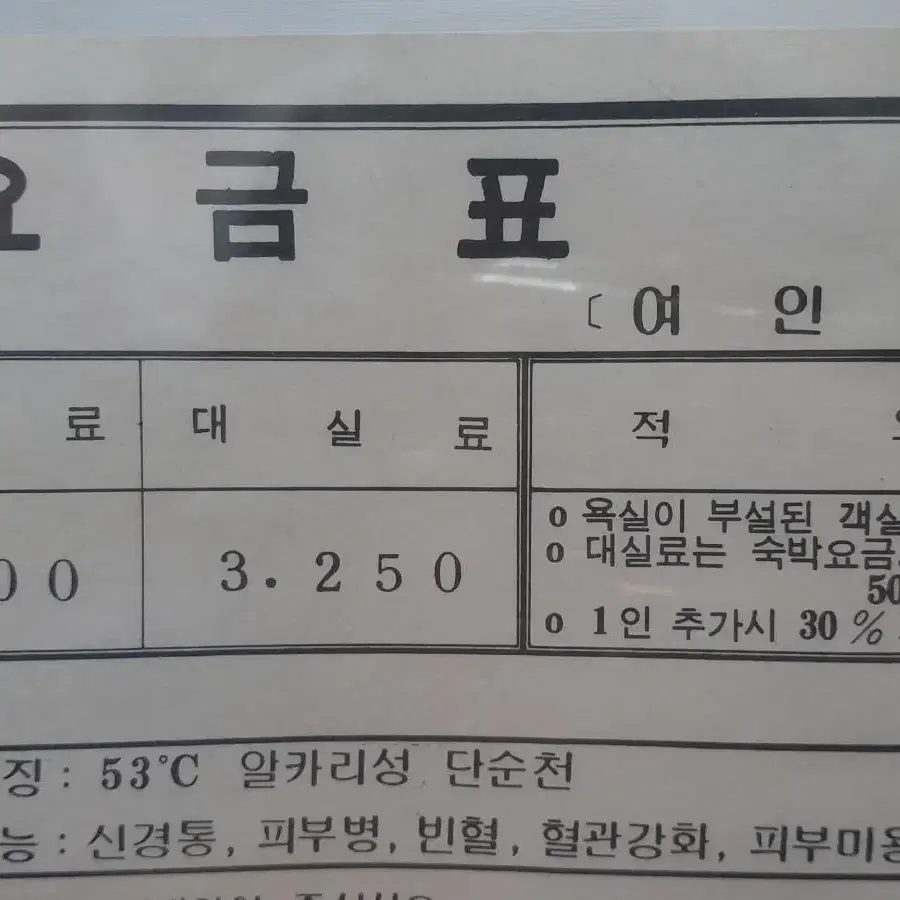 요 금 표
〔여 인
료 대 실 료 적
o 욕실이 부설된 객실
o 대실료는 숙박요금
00 3.250
50
o 1인 추가시 30%
징 : 53°C 알카리성 단순천
능 : 신경통, 피부병, 빈혈, 혈관강화, 피부미용